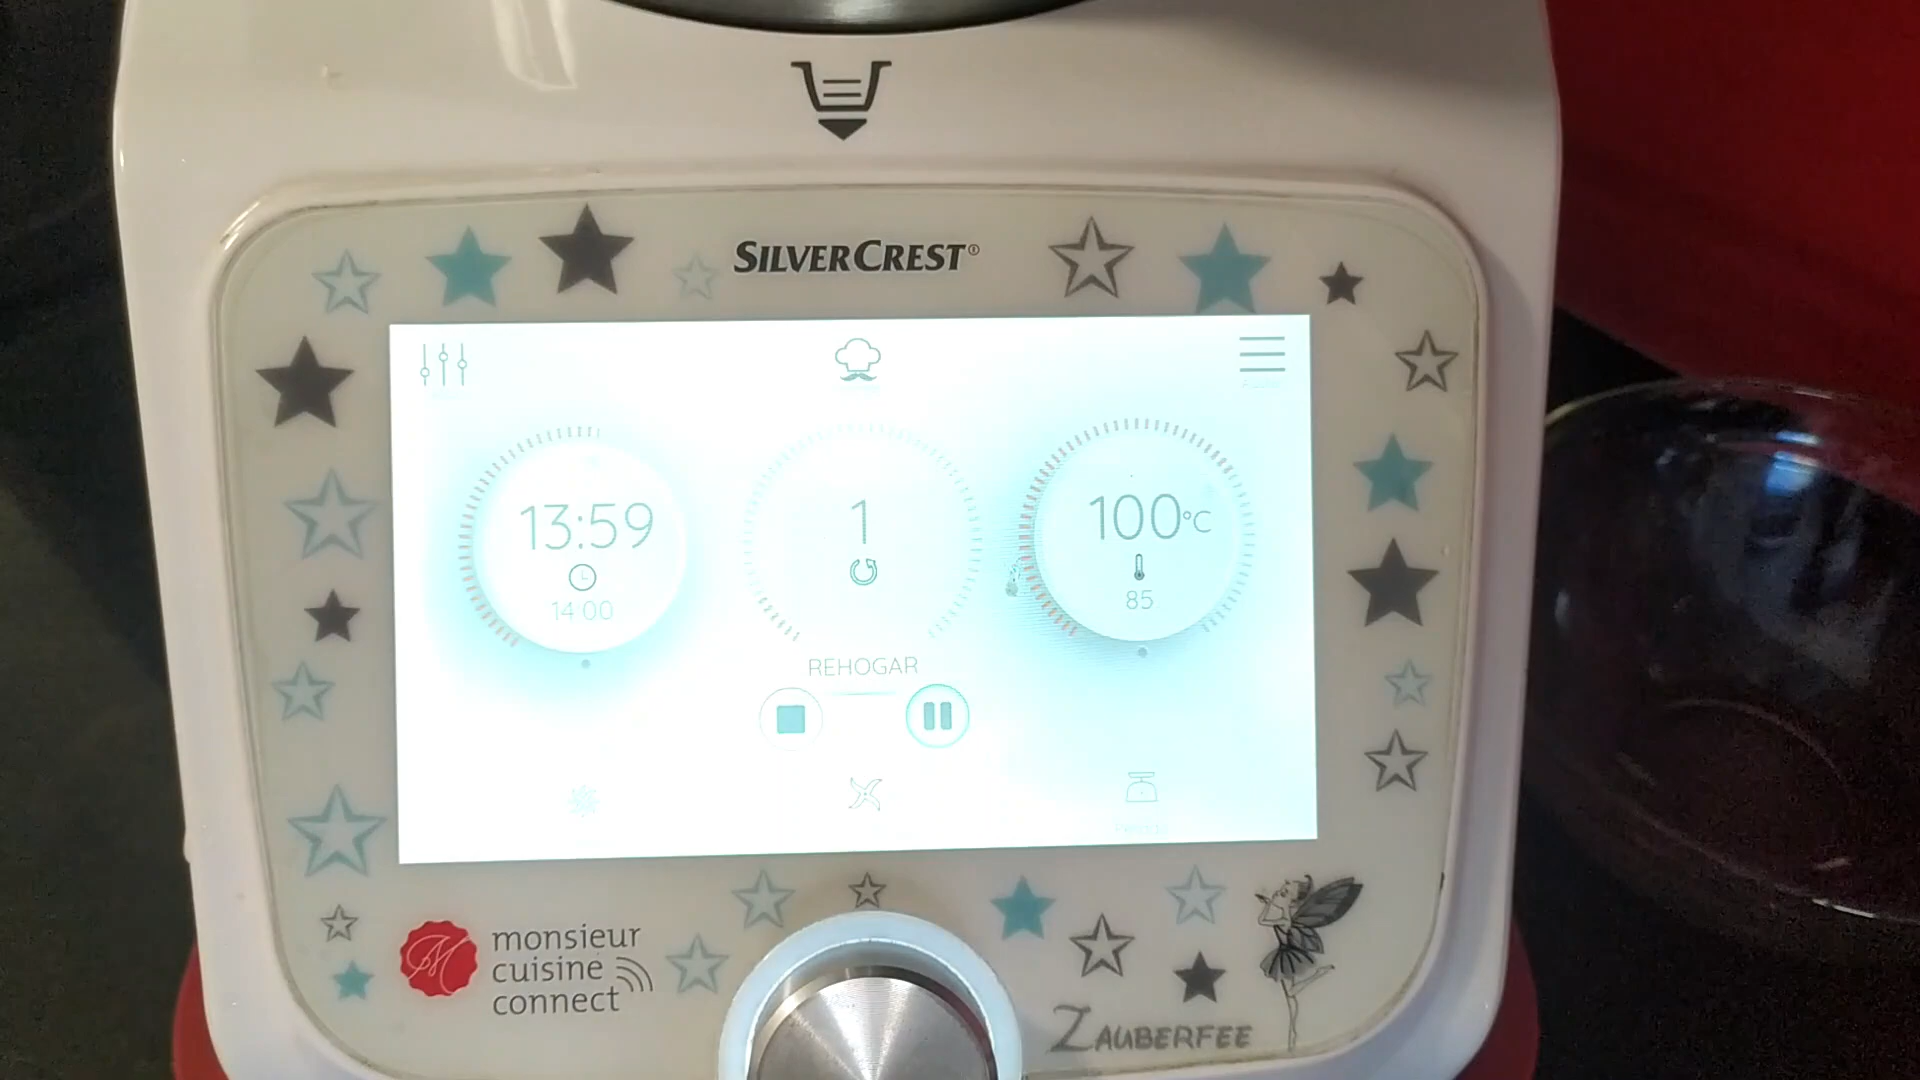 SILVERCREST®
13:59
14:00
1
100°C
85
REHOGAR
monsieur
cuisine
connect
ZAUBERFEE